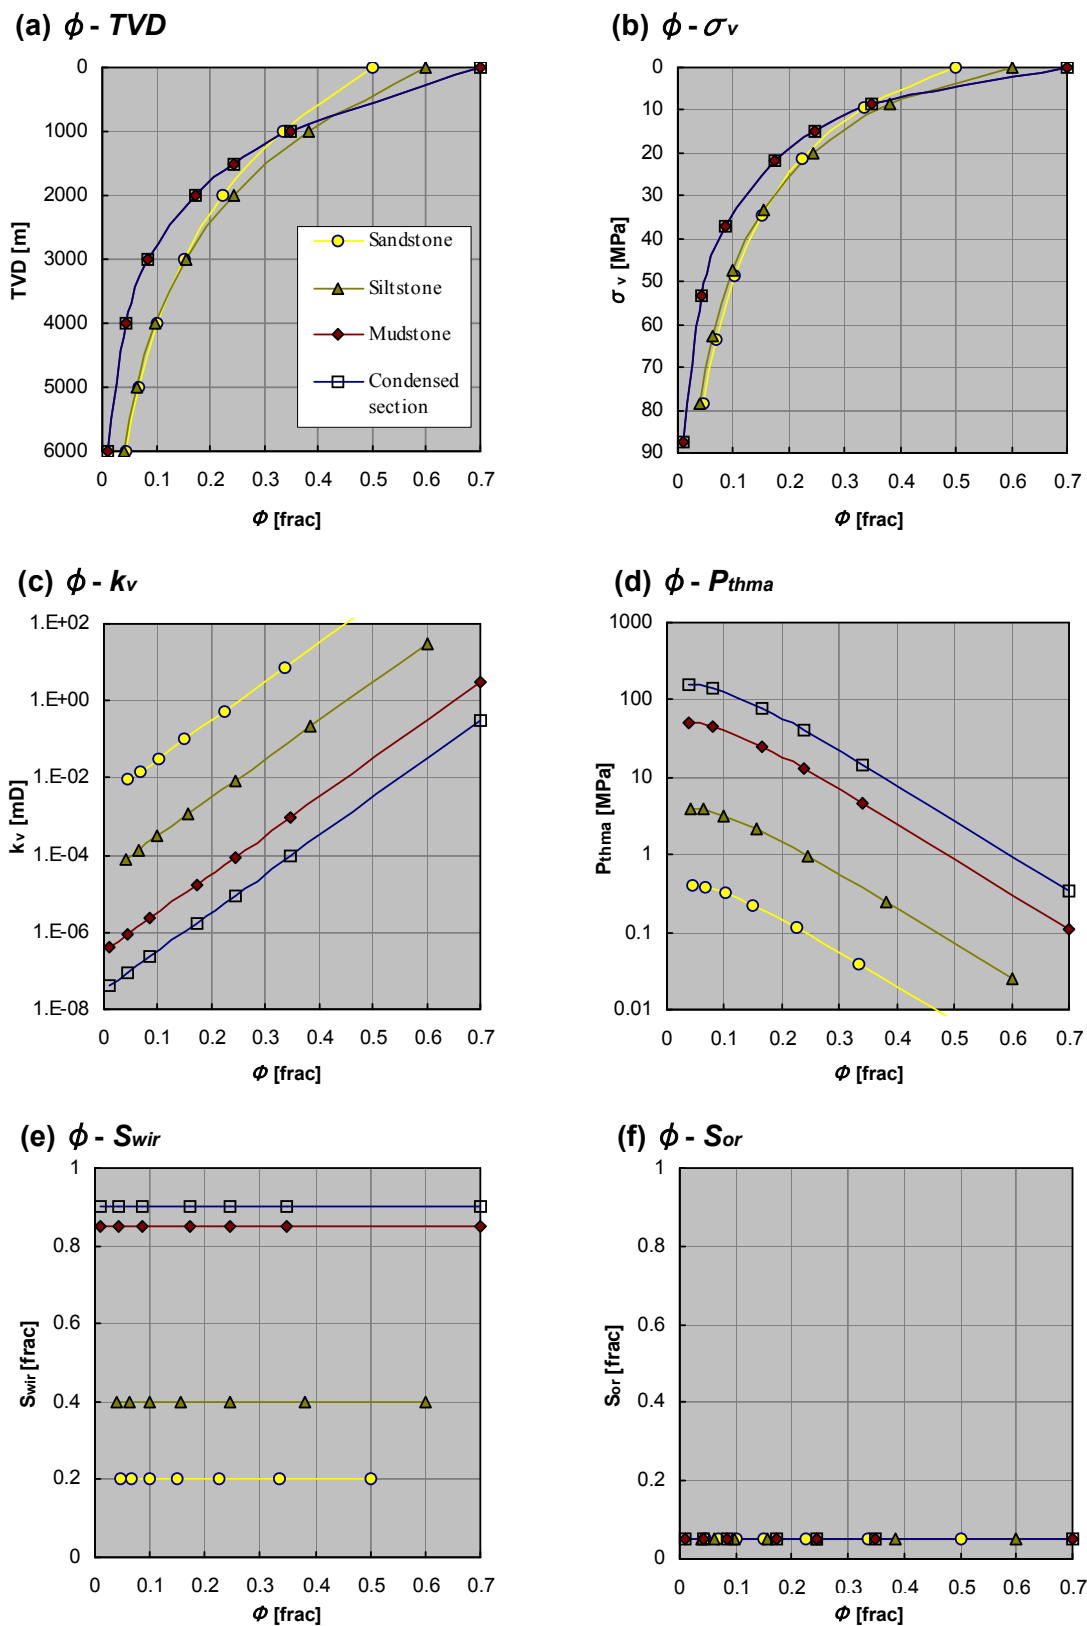 (a) ϕ - TVD
0
1000
2000
3000
4000
5000
6000
TVD [m]
0 0.1 0.2 0.3 0.4 0.5 0.6 0.7
Φ [frac]
Sandstone
Siltstone
Mudstone
Condensed
section
(b) ϕ - σv
0
10
20
30
40
50
60
70
80
90
σv [MPa]
0 0.1 0.2 0.3 0.4 0.5 0.6 0.7
Φ [frac]
(c) ϕ - kv
1.E+02
1.E+00
1.E-02
1.E-04
1.E-06
1.E-08
kv [mD]
0 0.1 0.2 0.3 0.4 0.5 0.6 0.7
Φ [frac]
(d) ϕ - Pthma
1000
100
10
1
0.1
0.01
Pthma [MPa]
0 0.1 0.2 0.3 0.4 0.5 0.6 0.7
Φ [frac]
(e) ϕ - Swir
1
0.8
0.6
0.4
0.2
0
Swir [frac]
0 0.1 0.2 0.3 0.4 0.5 0.6 0.7
Φ [frac]
(f) ϕ - Sor
1
0.8
0.6
0.4
0.2
0
Sor [frac]
0 0.1 0.2 0.3 0.4 0.5 0.6 0.7
Φ [frac]